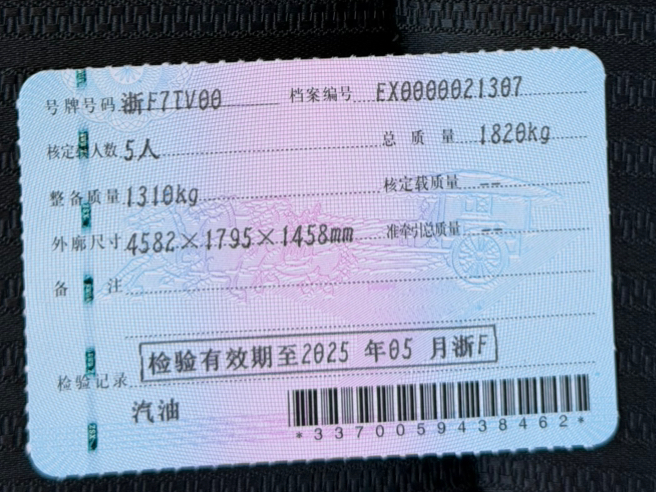 号牌号码 浙F7TV00 档案编号 FX0000021307
核定载人数 5人 总质量 1820kg
整备质量 1310kg 核定载质量 --
外廓尺寸 4582×1795×1458mm 准牵引总质量 --
备注
检验有效期至2025 年05 月浙F
检验记录
汽油
*3370059438462*